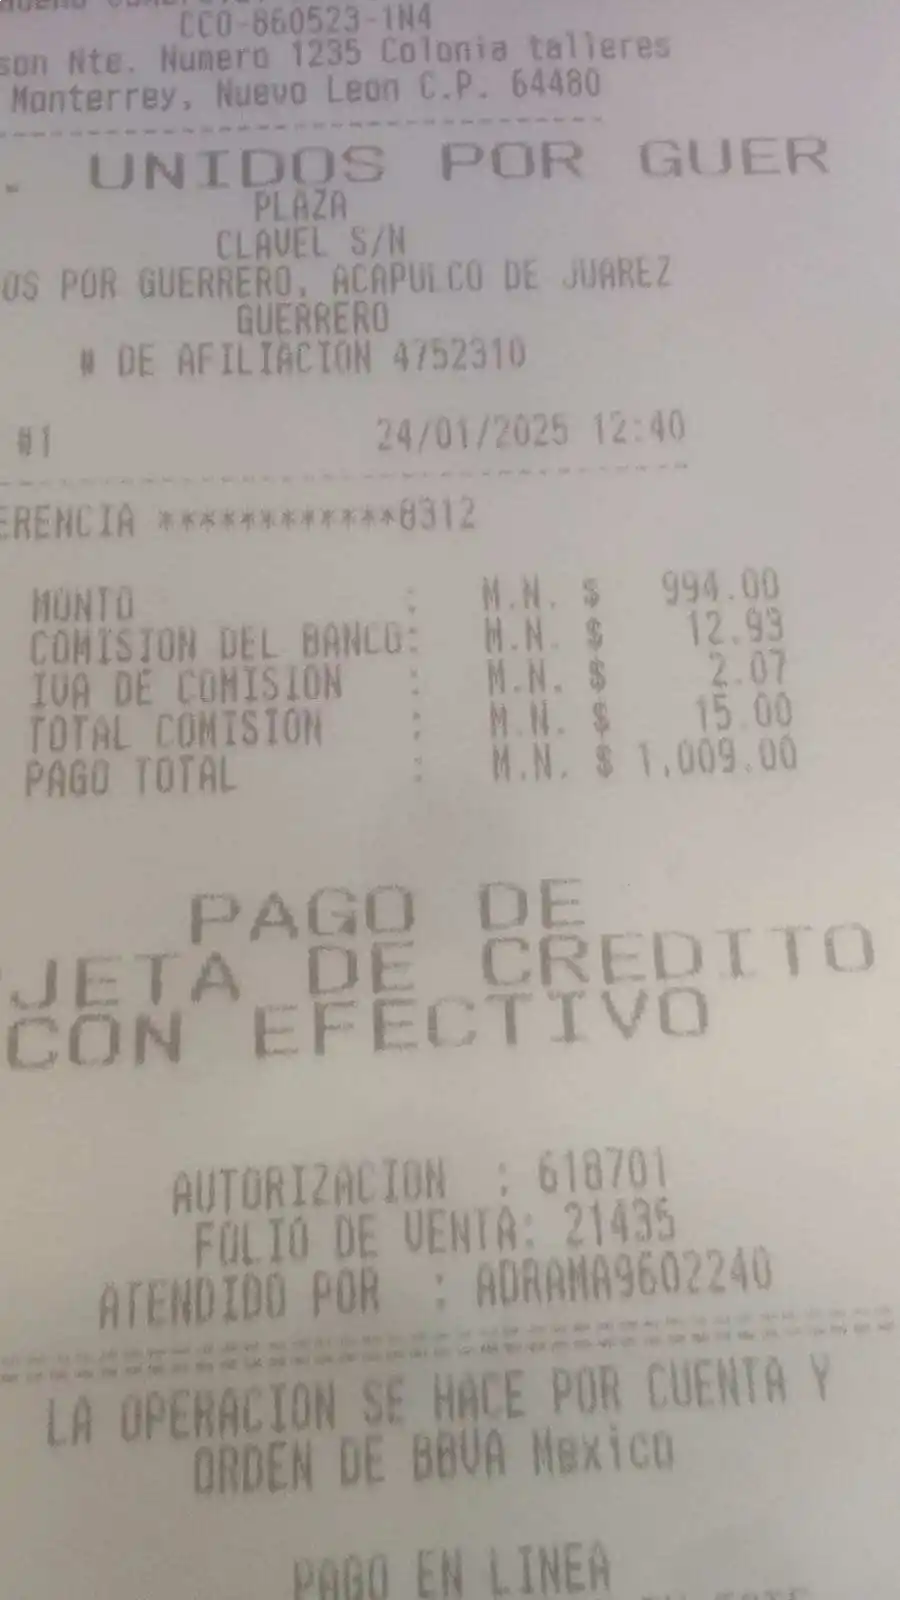 CCO-860523-1N4
son Nte. Numero 1235 Colonia talleres
Monterrey, Nuevo Leon C.P. 64480
. UNIDOS POR GUER
PLAZA
CLAVEL S/N
OS POR GUERRERO, ACAPULCO DE JUAREZ
GUERRERO
# DE AFILIACION 4752310
#1 24/01/2025 12:40
ERENCIA ************8312
MONTO : M.N. $ 994.00
COMISION DEL BANCO: M.N. $ 12.93
IVA DE COMISION : M.N. $ 2.07
TOTAL COMISION : M.N. $ 15.00
PAGO TOTAL : M.N. $ 1,009.00
PAGO DE
JETA DE CREDITO
CON EFECTIVO
AUTORIZACION : 618701
FOLIO DE VENTA: 21435
ATENDIDO POR : ADRAMA9602240
LA OPERACION SE HACE POR CUENTA Y
ORDEN DE BBVA Mexico
PAGO EN LINEA